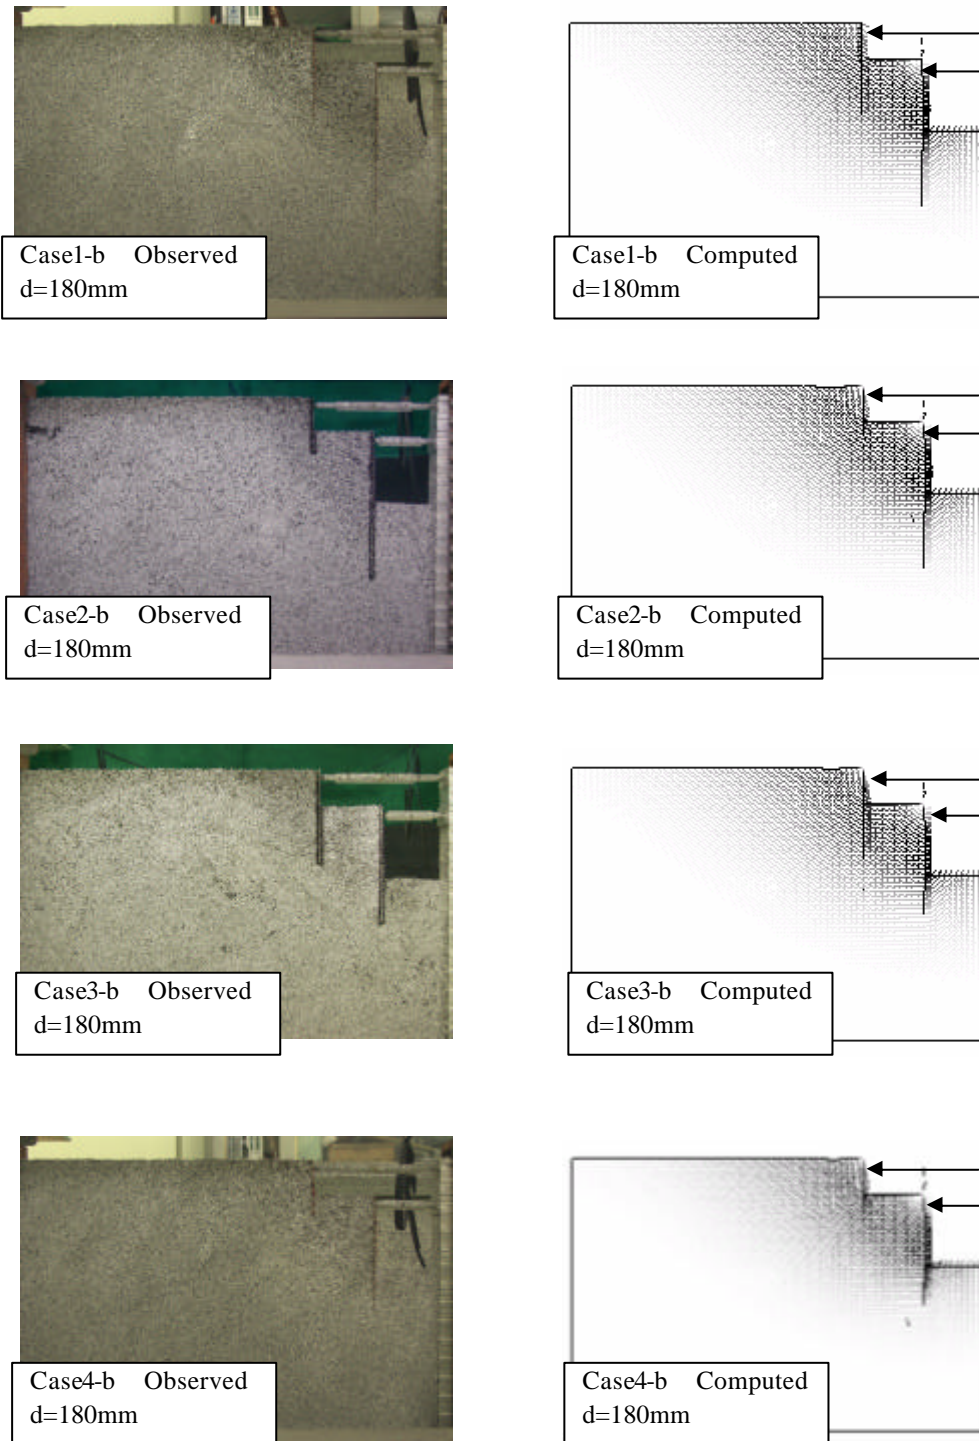 Case1-b Observed
d=180mm
Case1-b Computed
d=180mm
Case2-b Observed
d=180mm
Case2-b Computed
d=180mm
Case3-b Observed
d=180mm
Case3-b Computed
d=180mm
Case4-b Observed
d=180mm
Case4-b Computed
d=180mm